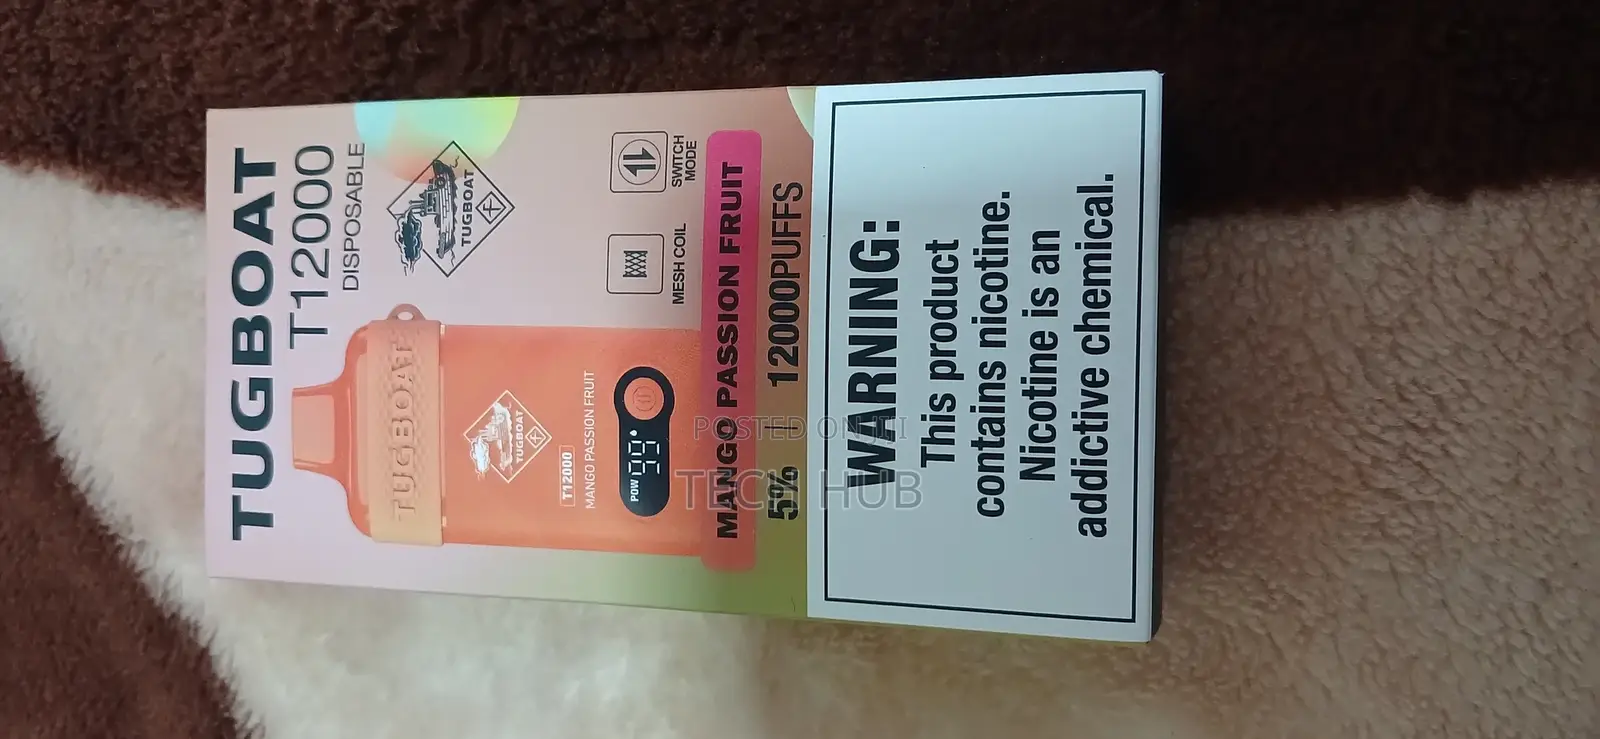 TUGBOAT
T12000
DISPOSABLE
TUGBOAT
TUGBOAT
TUGBOAT
T12000
MANGO PASSION FRUIT
POW
99
MESH COIL
SWITCH
MODE
MANGO PASSION FRUIT
5% | 12000PUFFS
WARNING:
This product
contains nicotine.
Nicotine is an
addictive chemical.
POSTED ON JIJI
TECH HUB